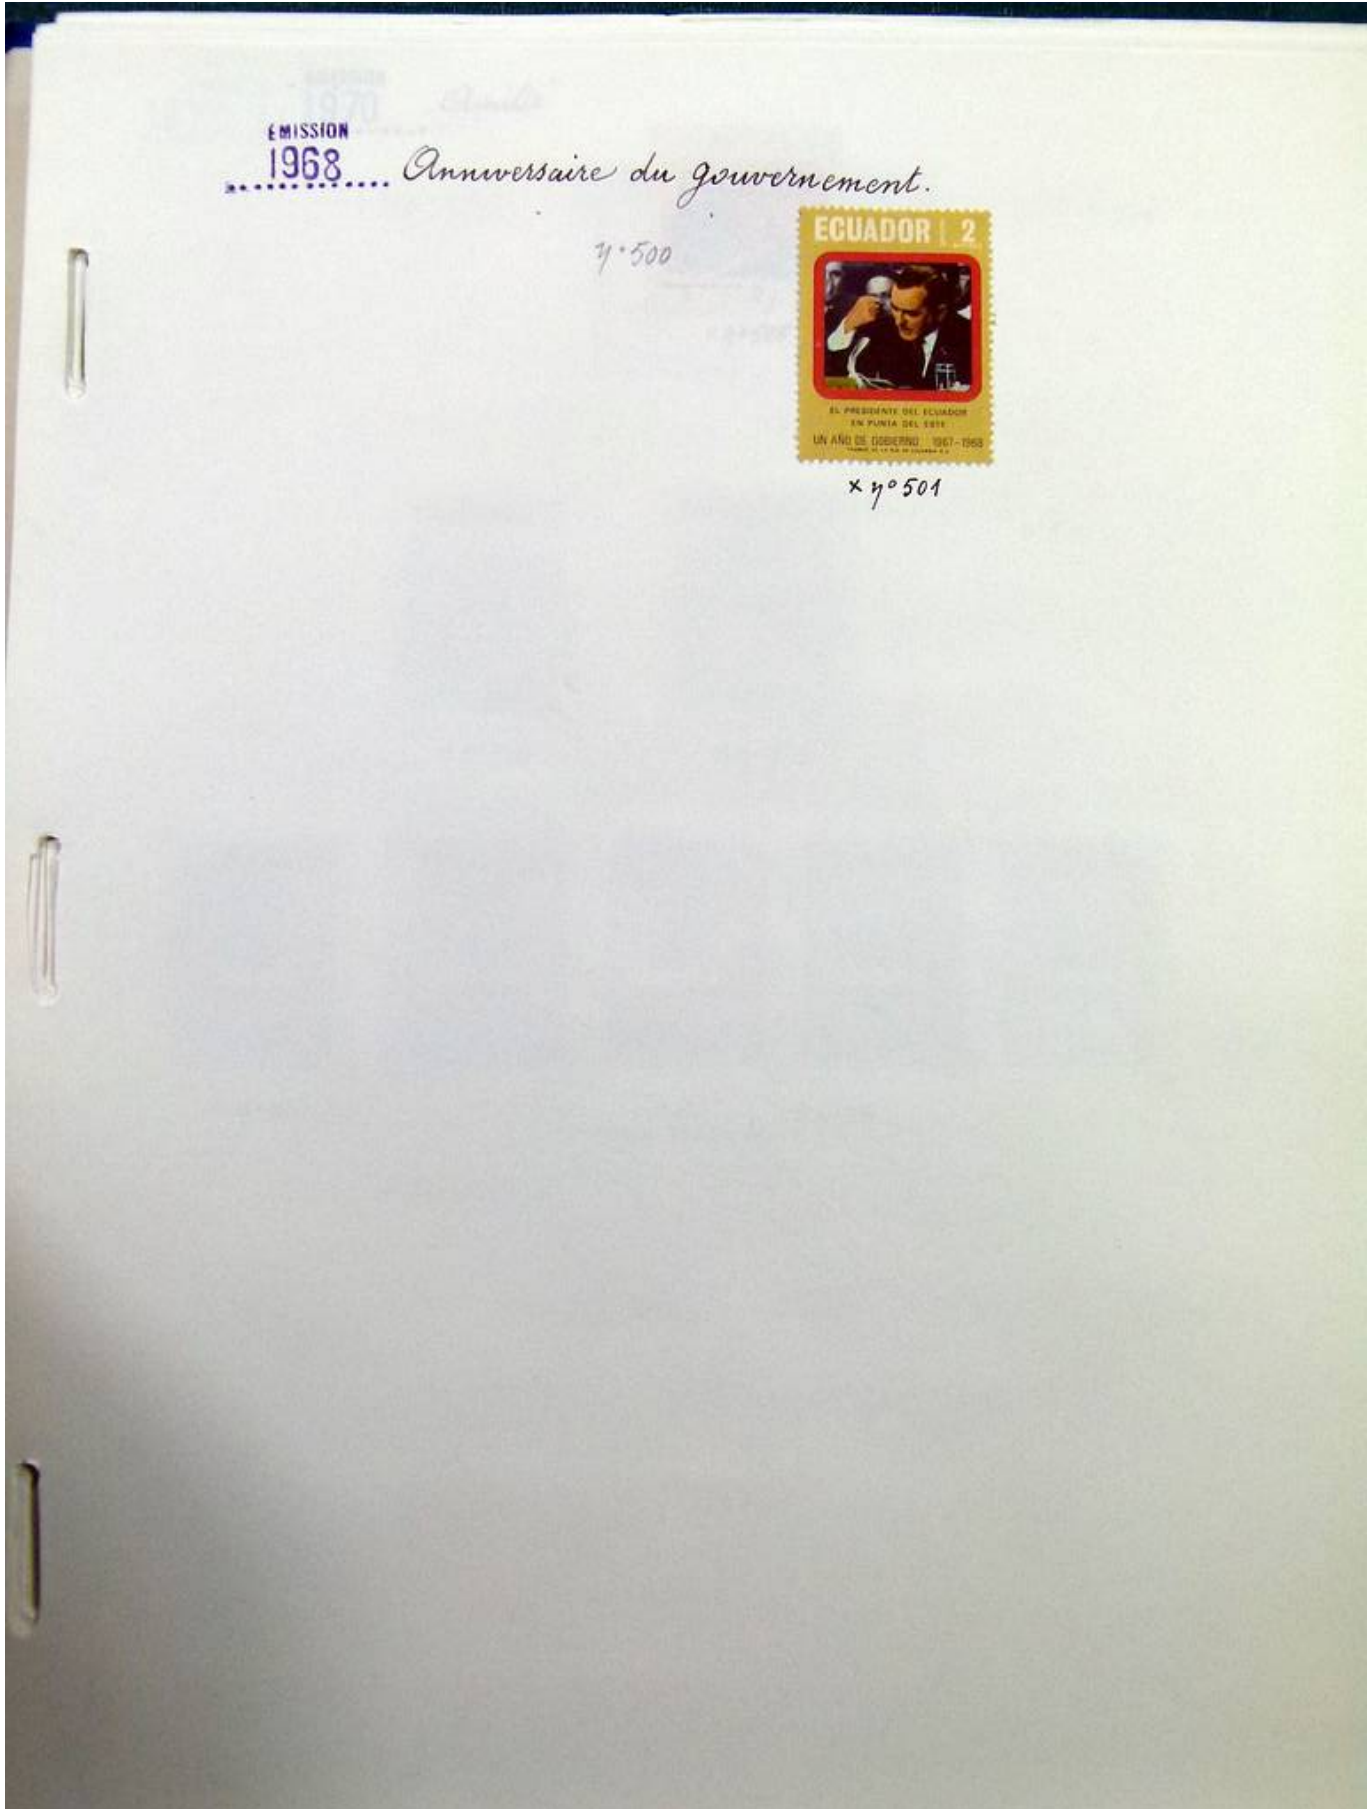 EMISSION
1968 Anniversaire du gouvernement.
n°500
ECUADOR 2
EL PRESIDENTE DEL ECUADOR
EN PUNTA DEL ESTE
UN AÑO DE GOBIERNO 1967-1968
x n°501